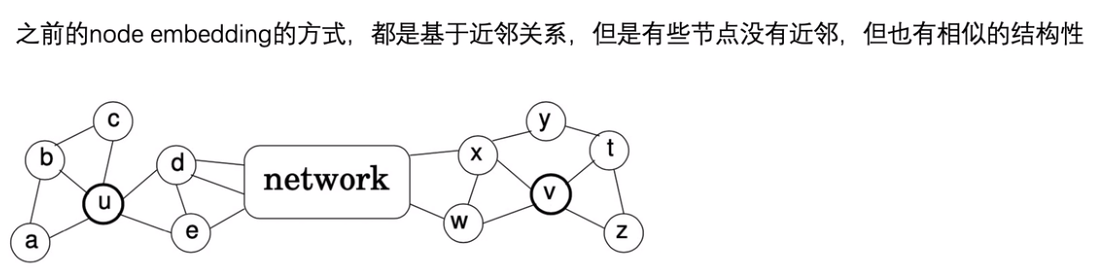 之前的node embedding的方式，都是基于近邻关系，但是有些节点没有近邻，但也有相似的结构性
c
b
u
a
d
e
network
x
w
y
v
t
z